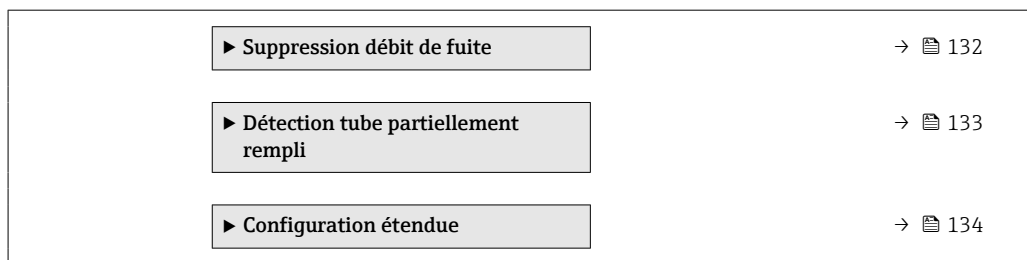 ▶ Suppression débit de fuite → 132
▶ Détection tube partiellement → 133
rempli
▶ Configuration étendue → 134